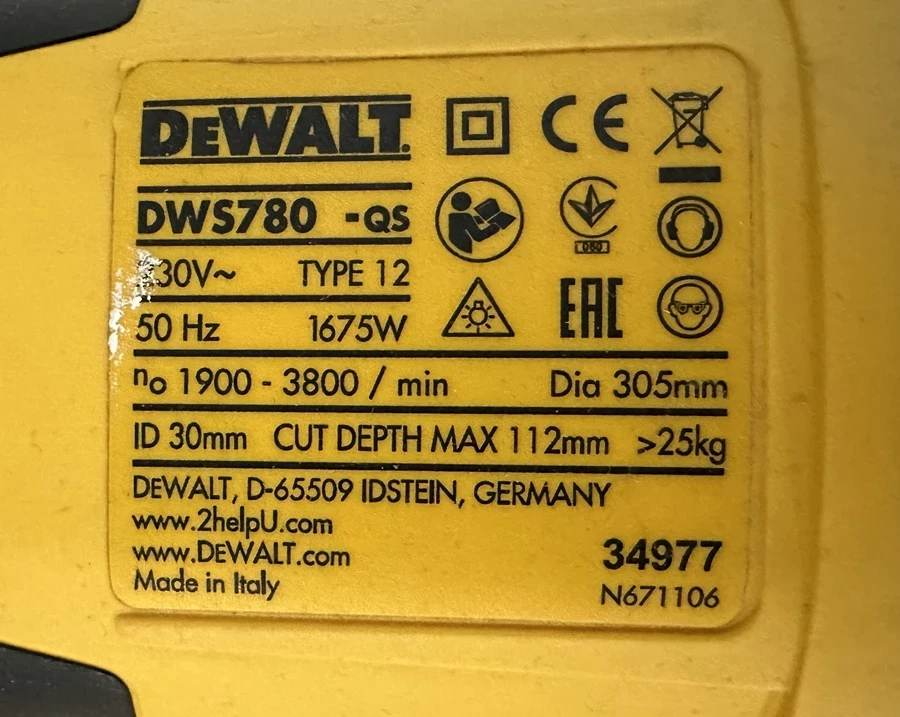 DEWALT
DWS780 -QS
30V~ TYPE 12
50 Hz 1675W
CE
080
EAC
no 1900 - 3800 / min Dia 305mm
ID 30mm CUT DEPTH MAX 112mm >25kg
DEWALT, D-65509 IDSTEIN, GERMANY
www.2helpU.com
www.DEWALT.com
Made in Italy
34977
N671106